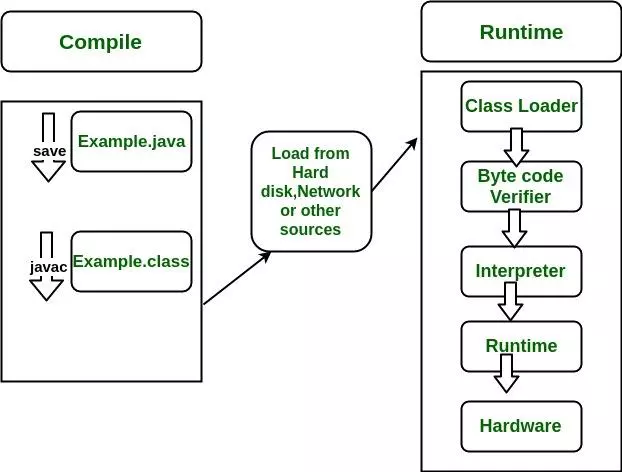 Compile
save
Example.java
javac
Example.class
Load from
Hard
disk,Network
or other
sources
Runtime
Class Loader
Byte code
Verifier
Interpreter
Runtime
Hardware